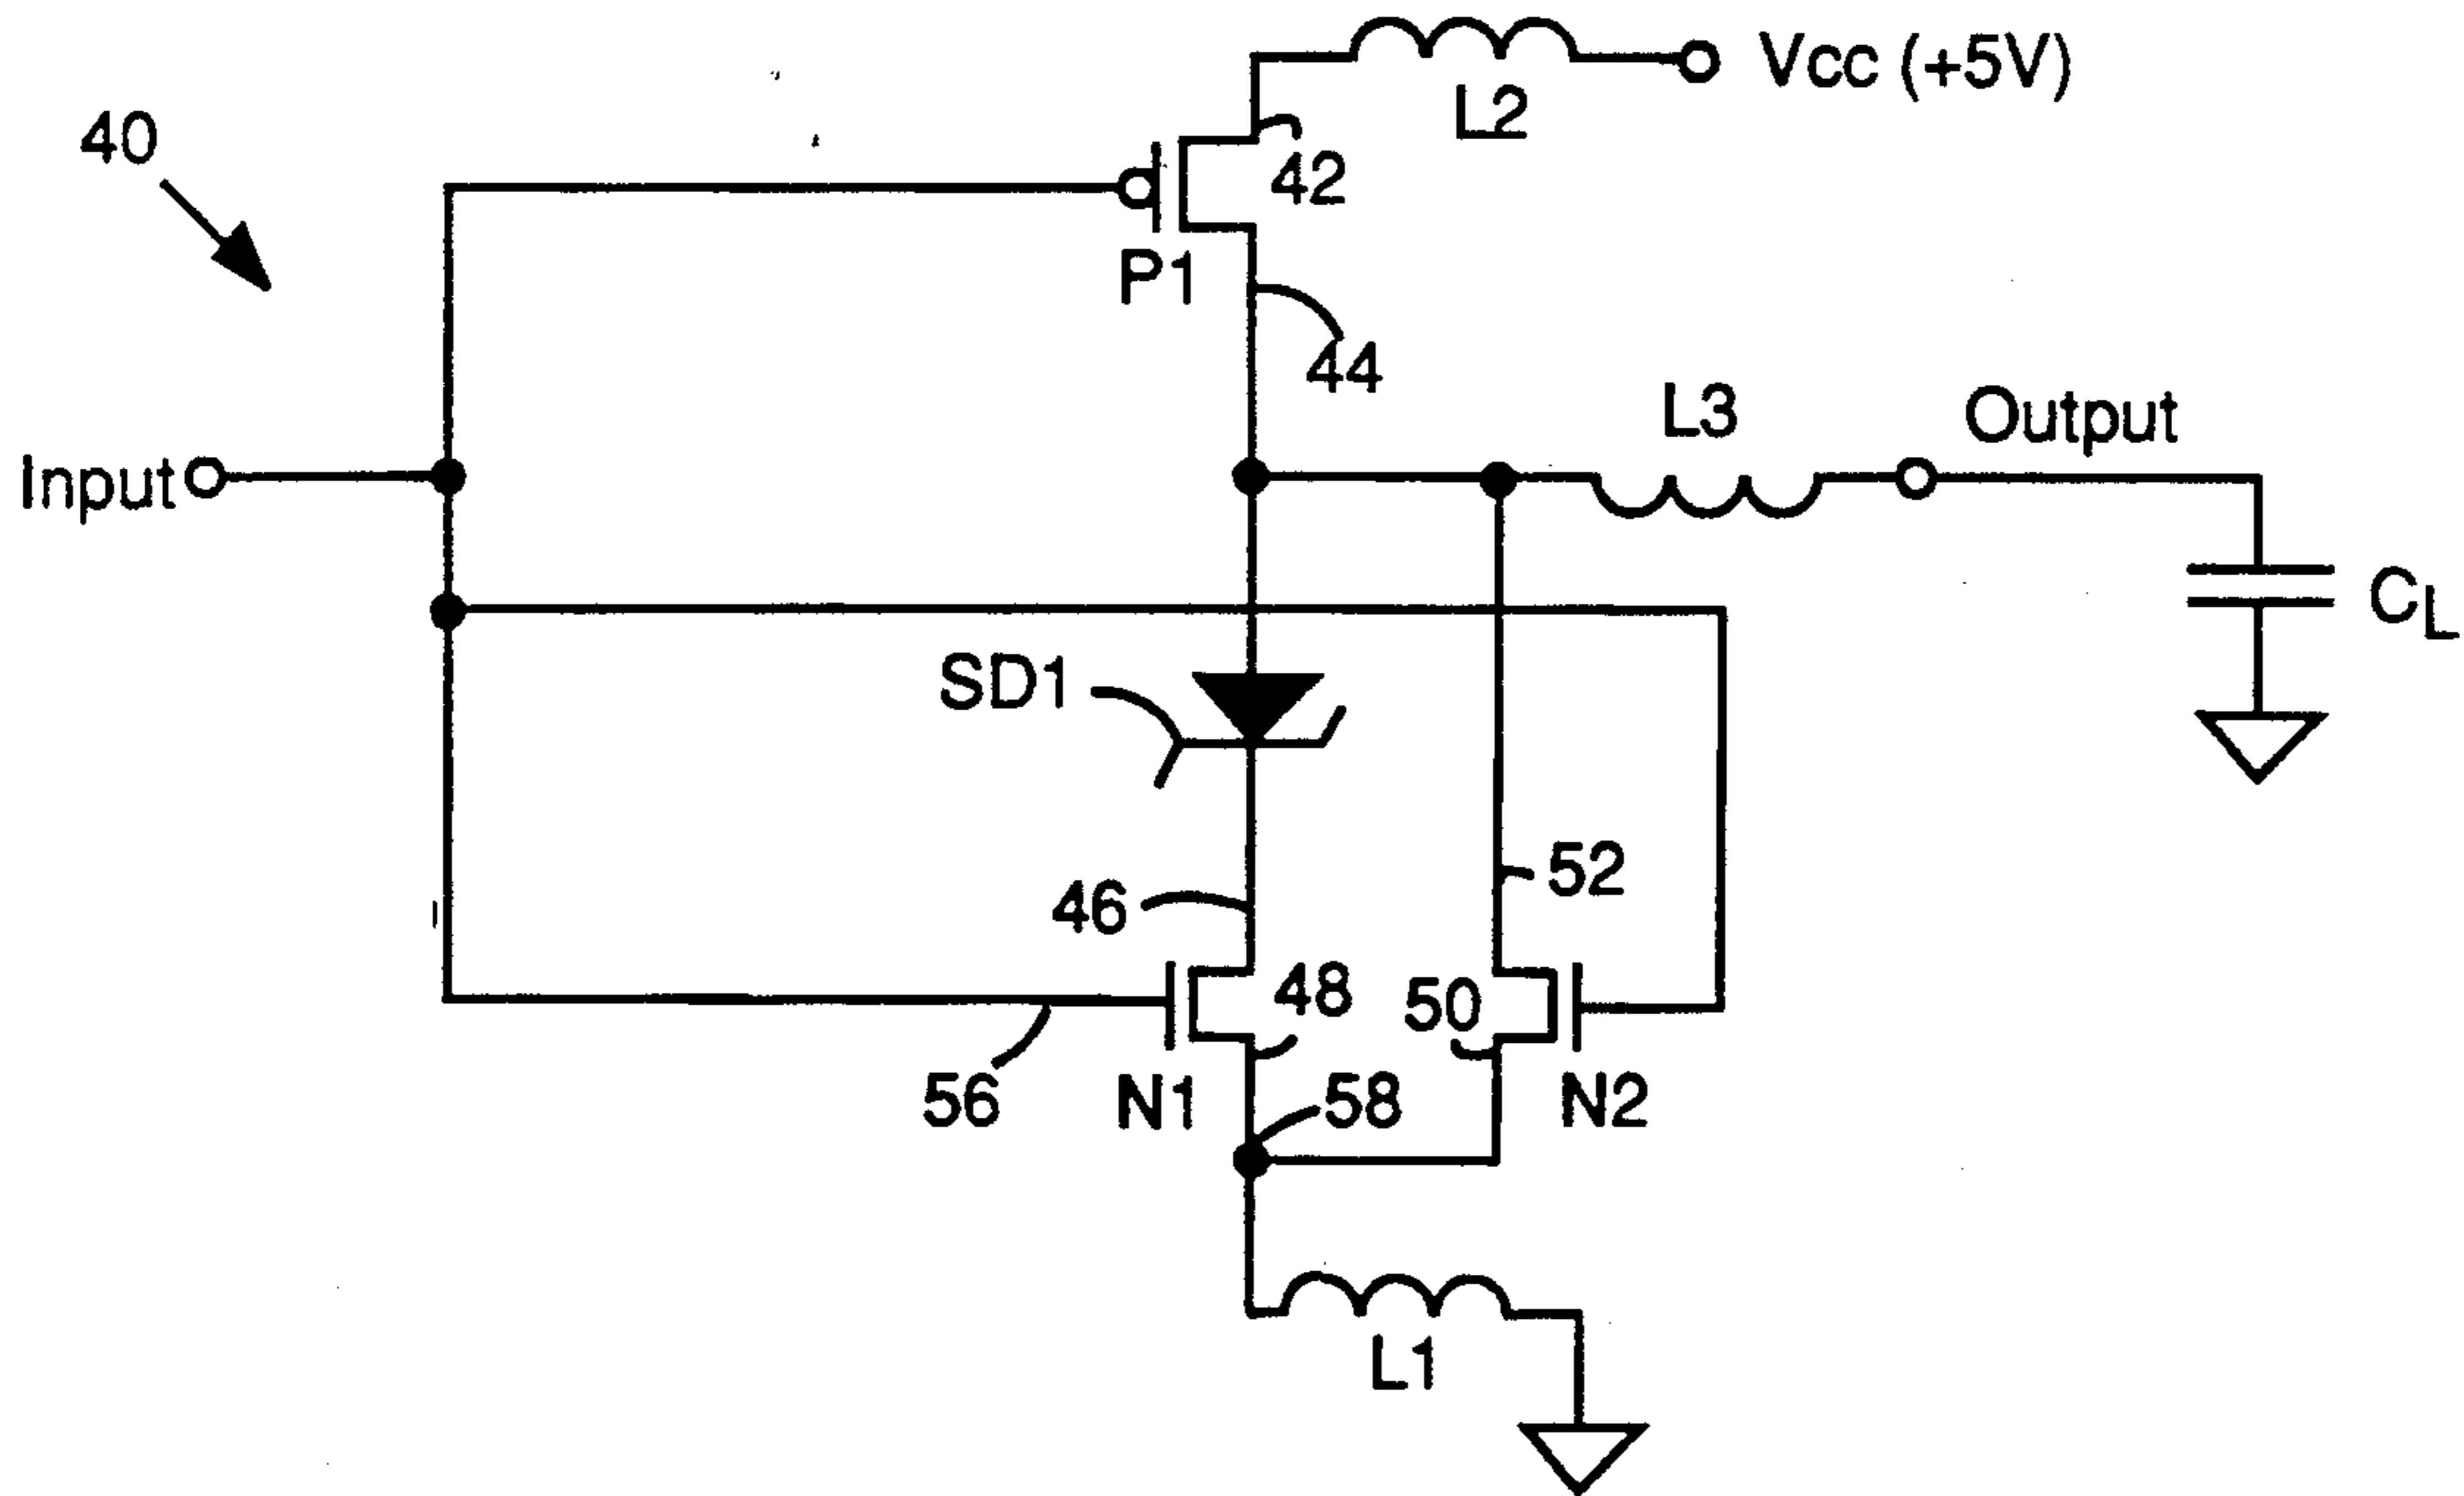 Vcc (+5V)
L2
40
42
P1
44
L3
Output
Input
CL
SD1
52
46
48
50
56
N1
58
N2
L1